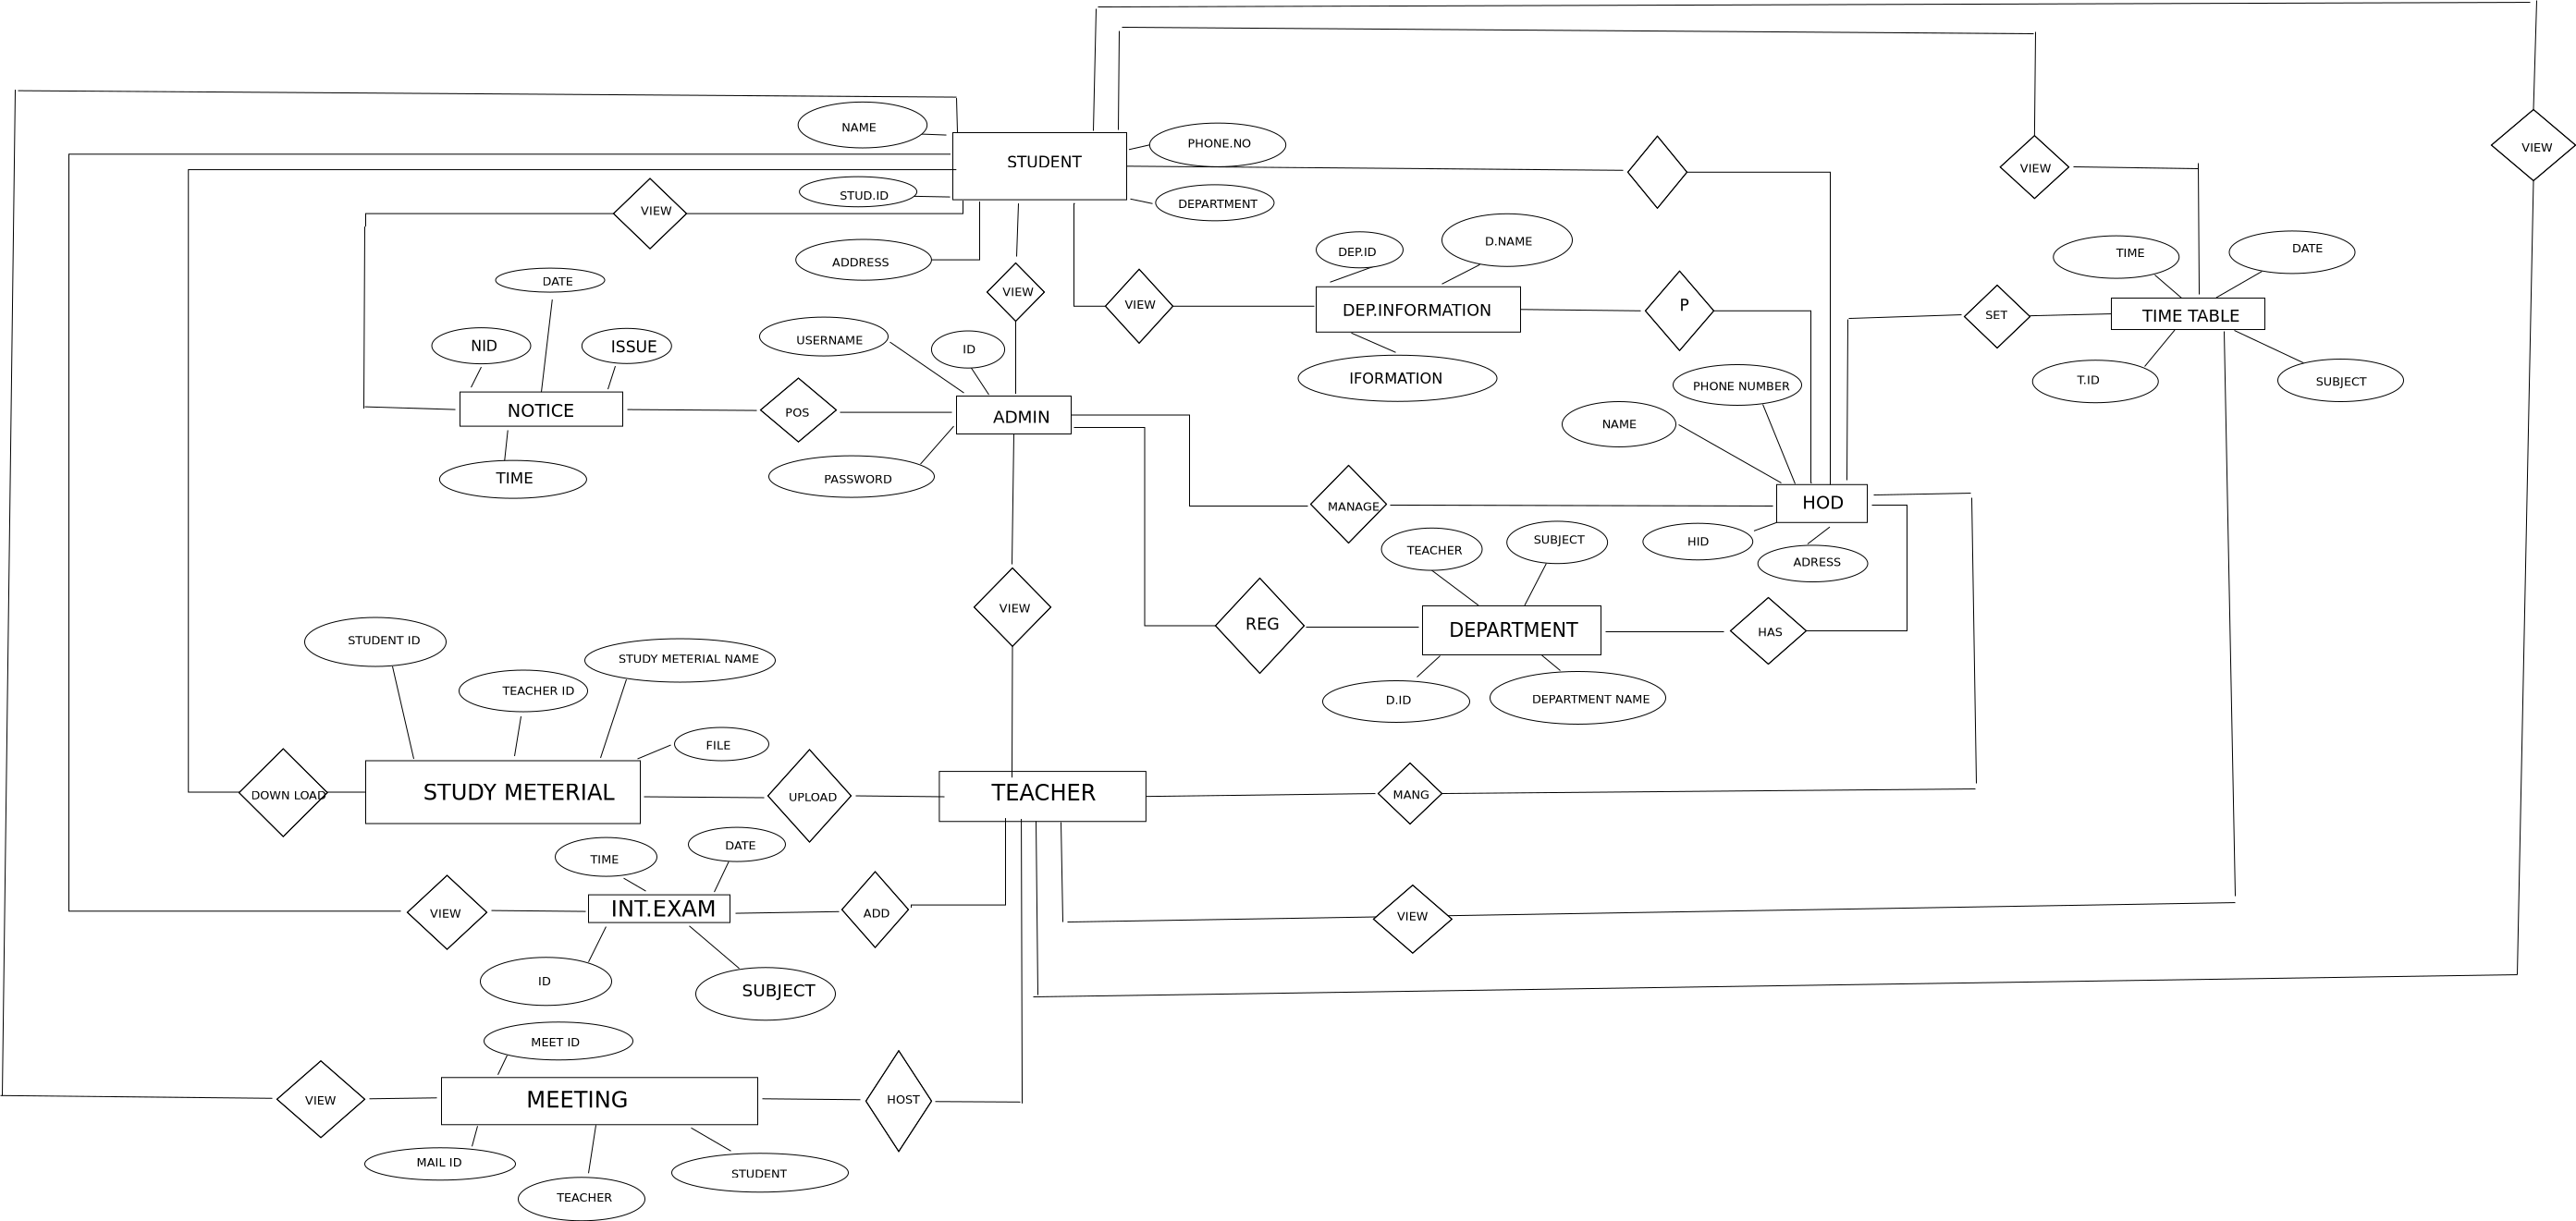 NAME
PHONE.NO
VIEW
STUDENT
VIEW
STUD.ID
DEPARTMENT
VIEW
ADDRESS
D.NAME
DEP.ID
TIME
DATE
DATE
VIEW
VIEW
DEP.INFORMATION
P
SET
TIME TABLE
NID
ISSUE
USERNAME
ID
IFORMATION
PHONE NUMBER
T.ID
SUBJECT
NOTICE
POS
ADMIN
NAME
TIME
PASSWORD
MANAGE
HOD
TEACHER
SUBJECT
HID
ADRESS
VIEW
REG
DEPARTMENT
HAS
STUDENT ID
STUDY METERIAL NAME
TEACHER ID
D.ID
DEPARTMENT NAME
FILE
DOWN LOAD
STUDY METERIAL
UPLOAD
TEACHER
MANG
TIME
DATE
VIEW
INT.EXAM
ADD
VIEW
ID
SUBJECT
MEET ID
VIEW
MEETING
HOST
MAIL ID
STUDENT
TEACHER